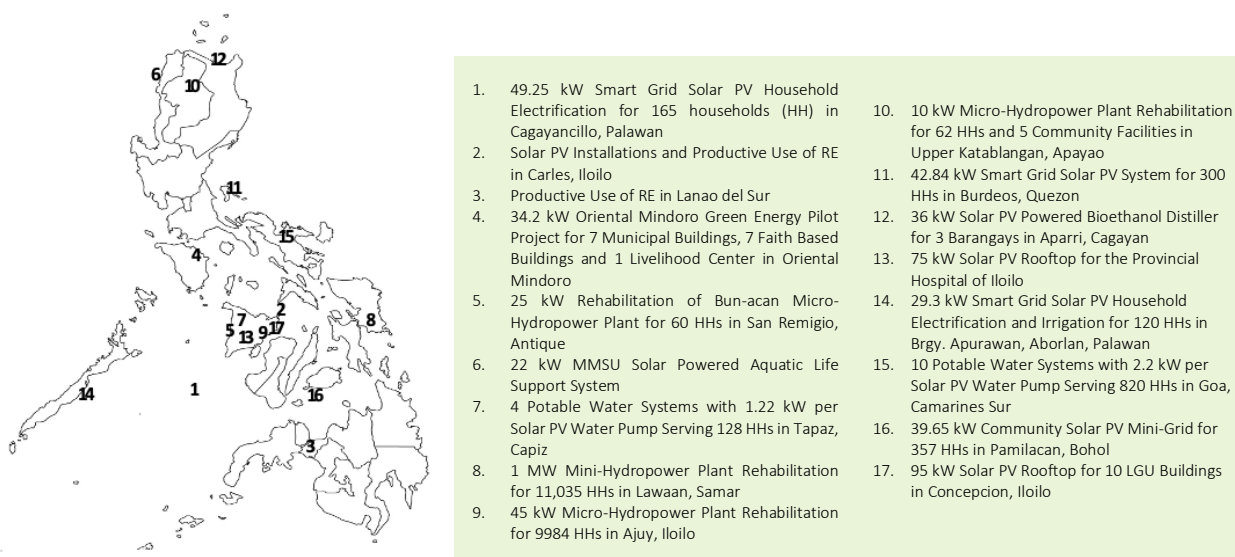 12
6
10
11
15
4
2
7
5
13
9
17
8
14
1
16
3
1. 49.25 kW Smart Grid Solar PV Household
Electrification for 165 households (HH) in
Cagayancillo, Palawan
2. Solar PV Installations and Productive Use of RE
in Carles, Iloilo
3. Productive Use of RE in Lanao del Sur
4. 34.2 kW Oriental Mindoro Green Energy Pilot
Project for 7 Municipal Buildings, 7 Faith Based
Buildings and 1 Livelihood Center in Oriental
Mindoro
5. 25 kW Rehabilitation of Bun-acan Micro-
Hydropower Plant for 60 HHs in San Remigio,
Antique
6. 22 kW MMSU Solar Powered Aquatic Life
Support System
7. 4 Potable Water Systems with 1.22 kW per
Solar PV Water Pump Serving 128 HHs in Tapaz,
Capiz
8. 1 MW Mini-Hydropower Plant Rehabilitation
for 11,035 HHs in Lawaan, Samar
9. 45 kW Micro-Hydropower Plant Rehabilitation
for 9984 HHs in Ajuy, Iloilo
10. 10 kW Micro-Hydropower Plant Rehabilitation
for 62 HHs and 5 Community Facilities in
Upper Katablangan, Apayao
11. 42.84 kW Smart Grid Solar PV System for 300
HHs in Burdeos, Quezon
12. 36 kW Solar PV Powered Bioethanol Distiller
for 3 Barangays in Aparri, Cagayan
13. 75 kW Solar PV Rooftop for the Provincial
Hospital of Iloilo
14. 29.3 kW Smart Grid Solar PV Household
Electrification and Irrigation for 120 HHs in
Brgy. Apurawan, Aborlan, Palawan
15. 10 Potable Water Systems with 2.2 kW per
Solar PV Water Pump Serving 820 HHs in Goa,
Camarines Sur
16. 39.65 kW Community Solar PV Mini-Grid for
357 HHs in Pamilacan, Bohol
17. 95 kW Solar PV Rooftop for 10 LGU Buildings
in Concepcion, Iloilo